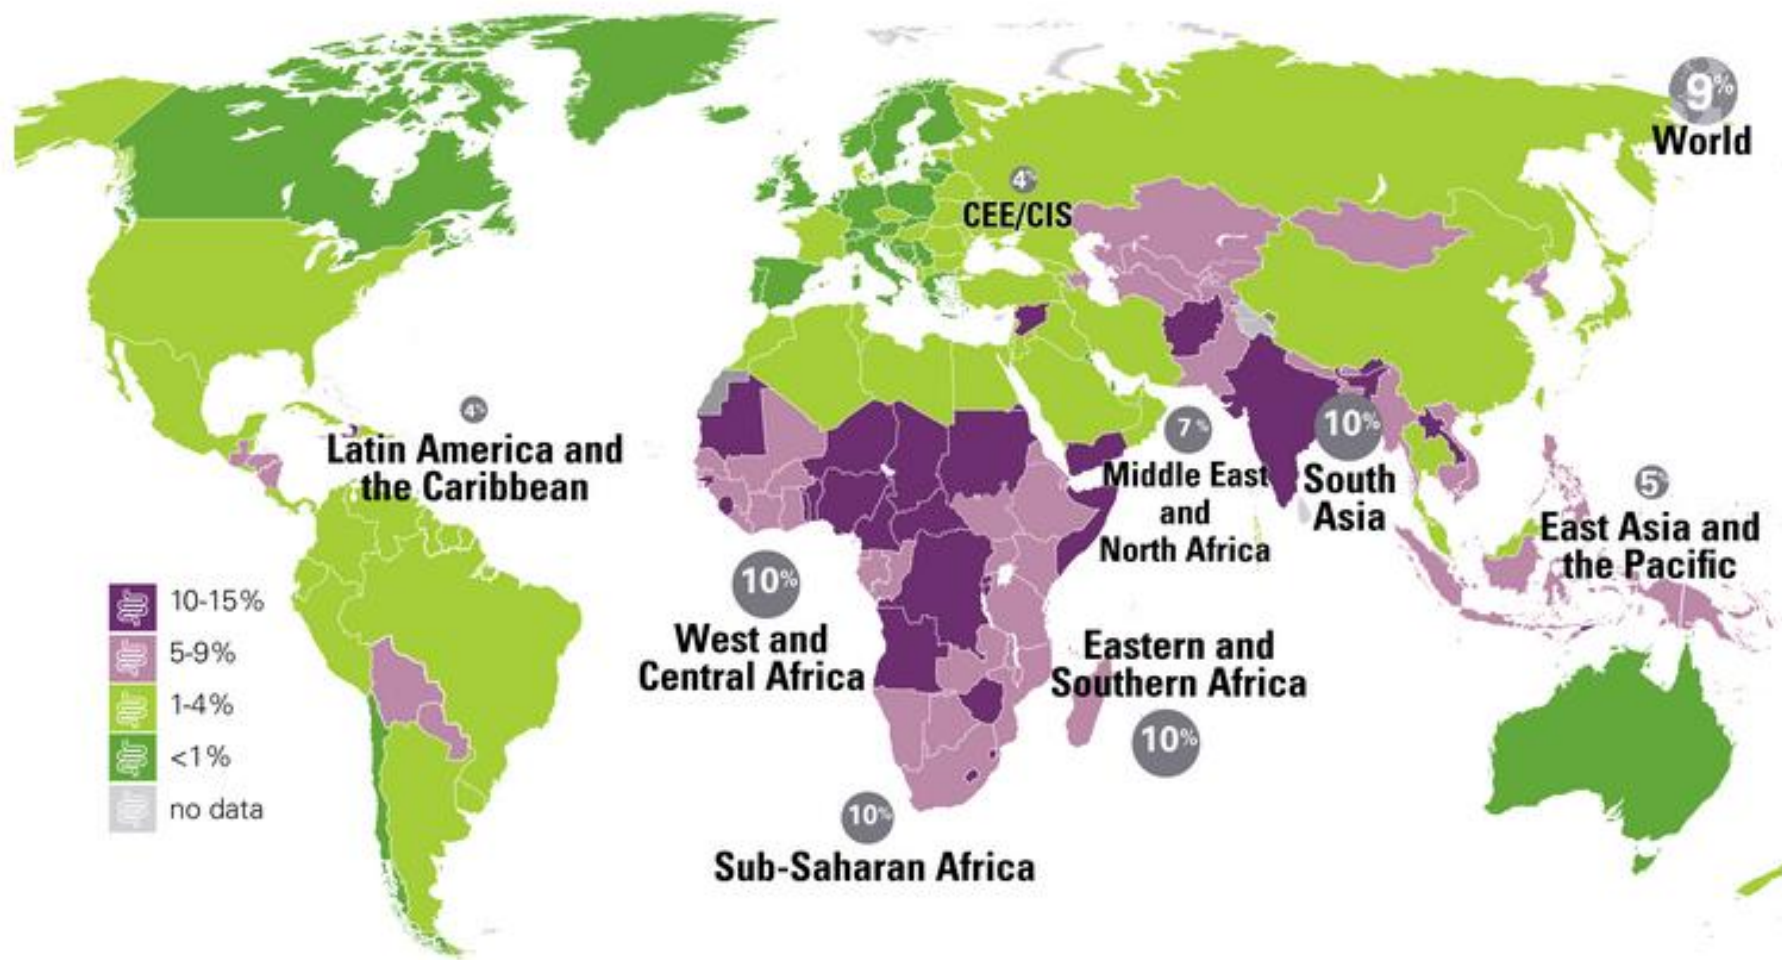 9%
World
4%
CEE/CIS
4%
Latin America and
the Caribbean
7%
Middle East
and
North Africa
10%
South
Asia
5%
East Asia and
the Pacific
10%
West and
Central Africa
Eastern and
Southern Africa
10%
10%
Sub-Saharan Africa
10-15%
5-9%
1-4%
<1%
no data